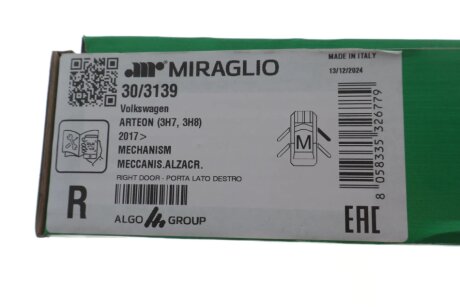 MIRAGLIO
MADE IN ITALY
13/12/2024
30/3139
Volkswagen
ARTEON (3H7, 3H8)
2017>
MECHANISM
MECCANIS.ALZACR.
RIGHT DOOR - PORTA LATO DESTRO
M
R
ALGO GROUP
EAC
8 058335 326779